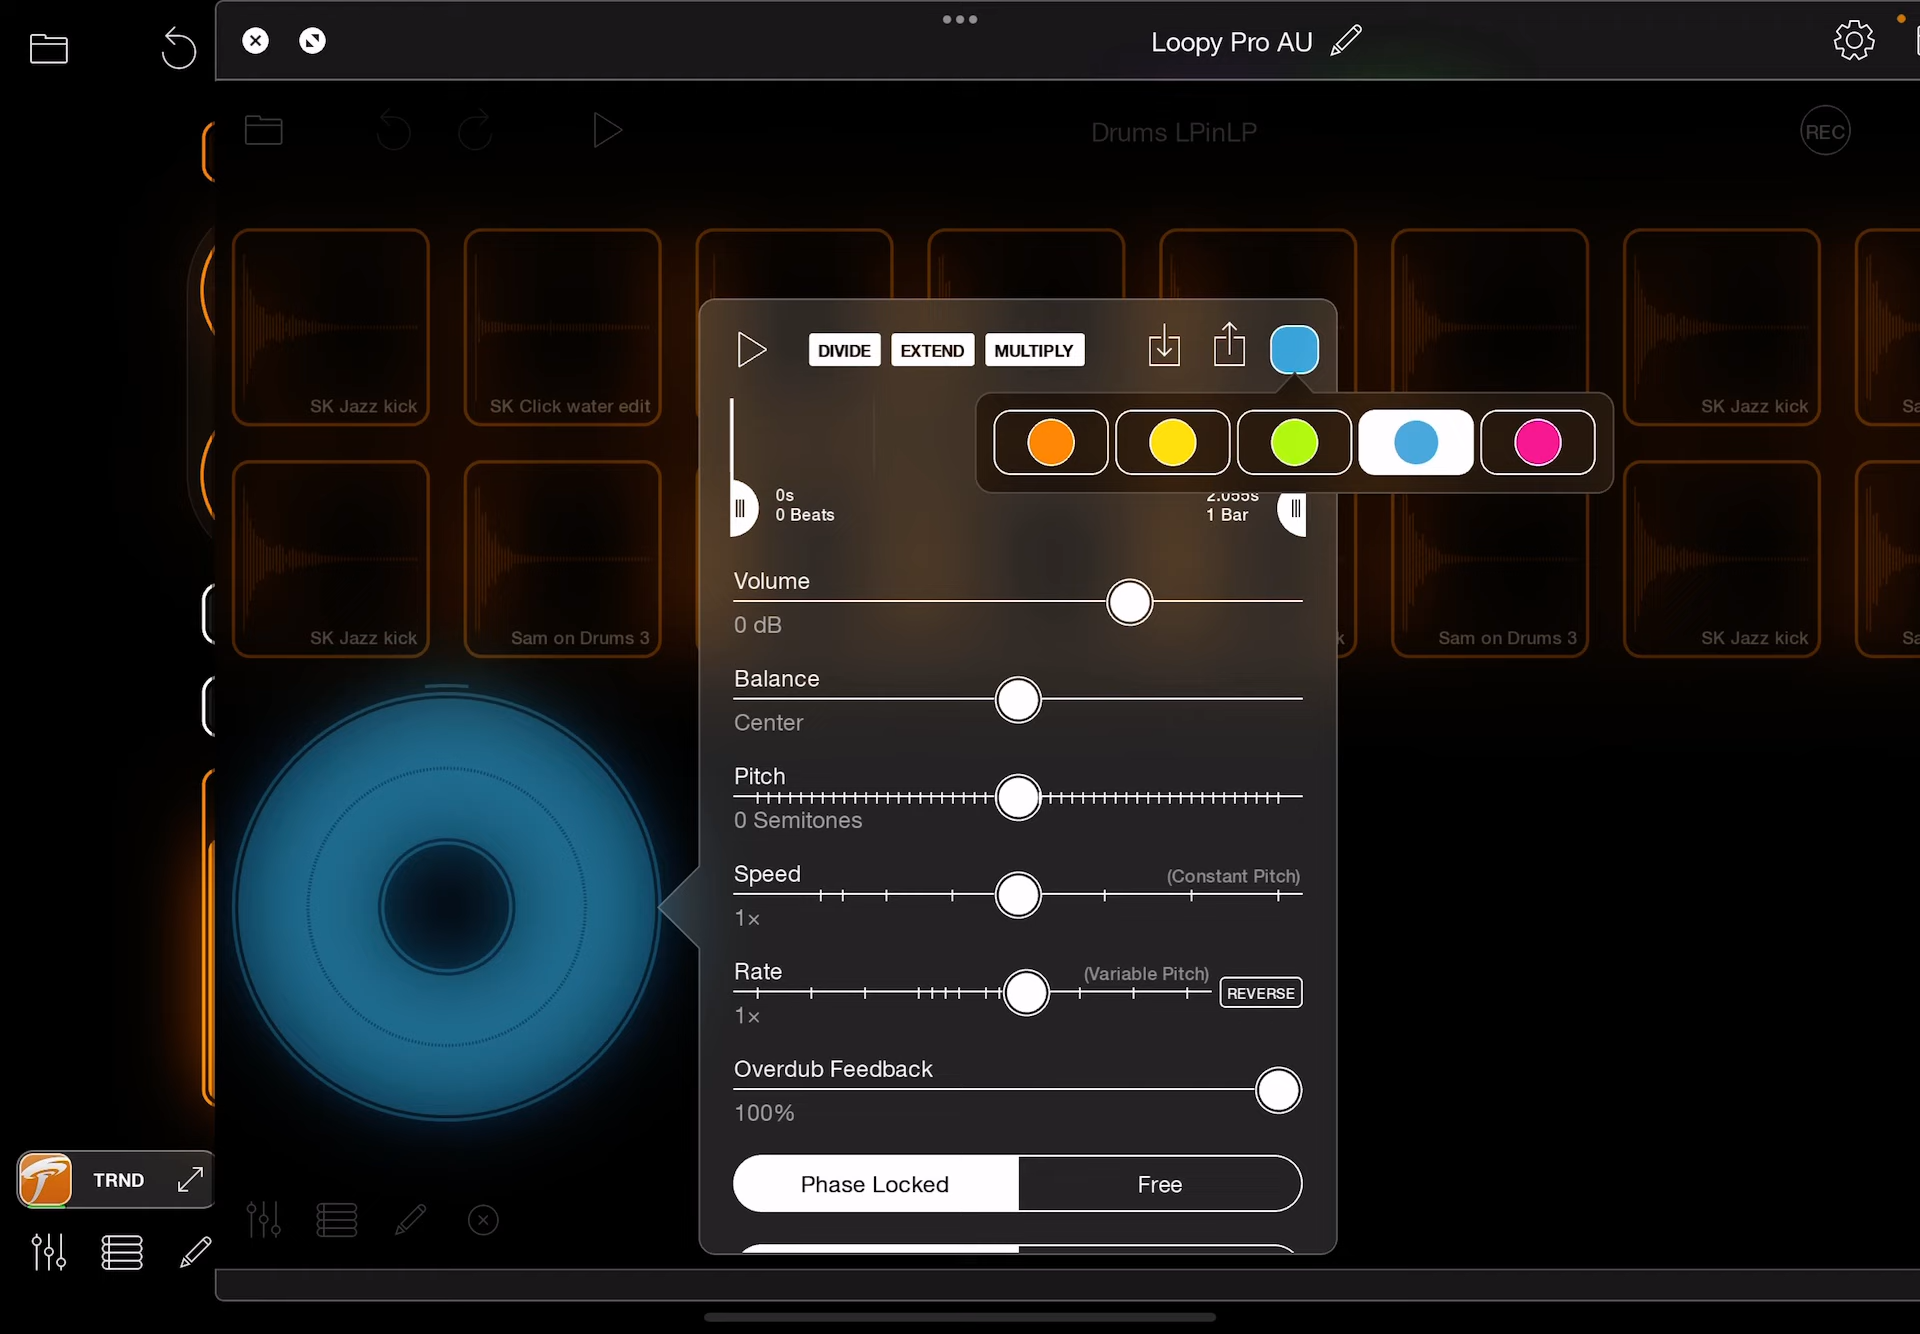 Loopy Pro AU
Drums LPinLP
REC
DIVIDE EXTEND MULTIPLY
SK Jazz kick
SK Click water edit
SK Jazz kick
0s
0 Beats
2.055s
1 Bar
Volume
0 dB
SK Jazz kick
Sam on Drums 3
Sam on Drums 3
SK Jazz kick
Balance
Center
Pitch
0 Semitones
Speed
(Constant Pitch)
1×
Rate
(Variable Pitch)
REVERSE
1×
Overdub Feedback
100%
Phase Locked
Free
TRND